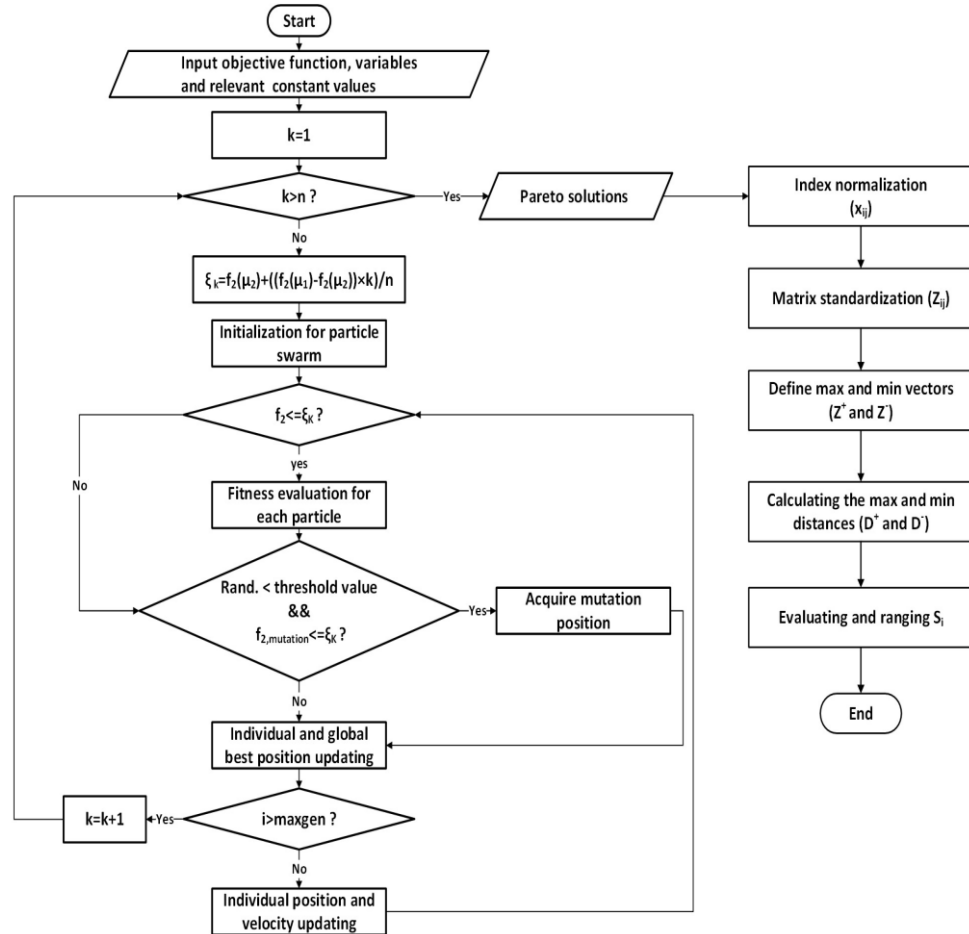 Start
Input objective function, variables
and relevant constant values
k=1
k>n ?
Yes
Pareto solutions
No
ξₖ=f₂(μ₂)+((f₂(μ₁)-f₂(μ₂))×k)/n
Initialization for particle
swarm
f₂<=ξK ?
yes
No
Fitness evaluation for
each particle
Rand. < threshold value
&&
f₂,mutation<=ξK ?
Yes
Acquire mutation
position
No
Individual and global
best position updating
i>maxgen ?
Yes
k=k+1
No
Individual position and
velocity updating
Index normalization
(xᵢⱼ)
Matrix standardization (Zᵢⱼ)
Define max and min vectors
(Z⁺ and Z⁻)
Calculating the max and min
distances (D⁺ and D⁻)
Evaluating and ranging Sᵢ
End